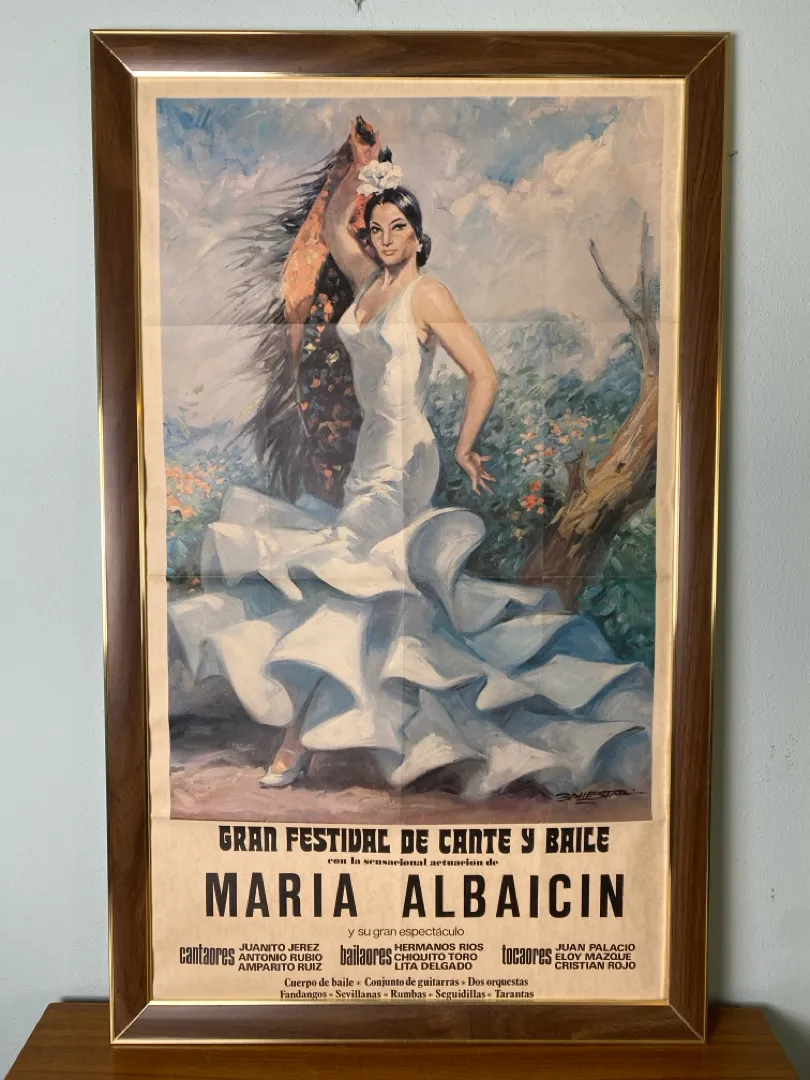 BALLESTAR
GRAN FESTIVAL DE CANTE Y BAILE
con la sensacional actuación de
MARIA ALBAICIN
y su gran espectáculo
cantaores JUANITO JEREZ
ANTONIO RUBIO
AMPARITO RUIZ
bailaores HERMANOS RIOS
CHIQUITO TORO
LITA DELGADO
tocaores JUAN PALACIO
ELOY MAZQUE
CRISTIAN ROJO
Cuerpo de baile * Conjunto de guitarras * Dos orquestas
Fandangos * Sevillanas * Rumbas * Seguidillas * Tarantas